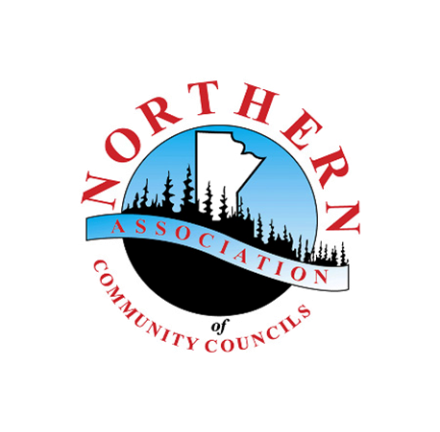 NORTHERN
ASSOCIATION
of
COMMUNITY COUNCILS